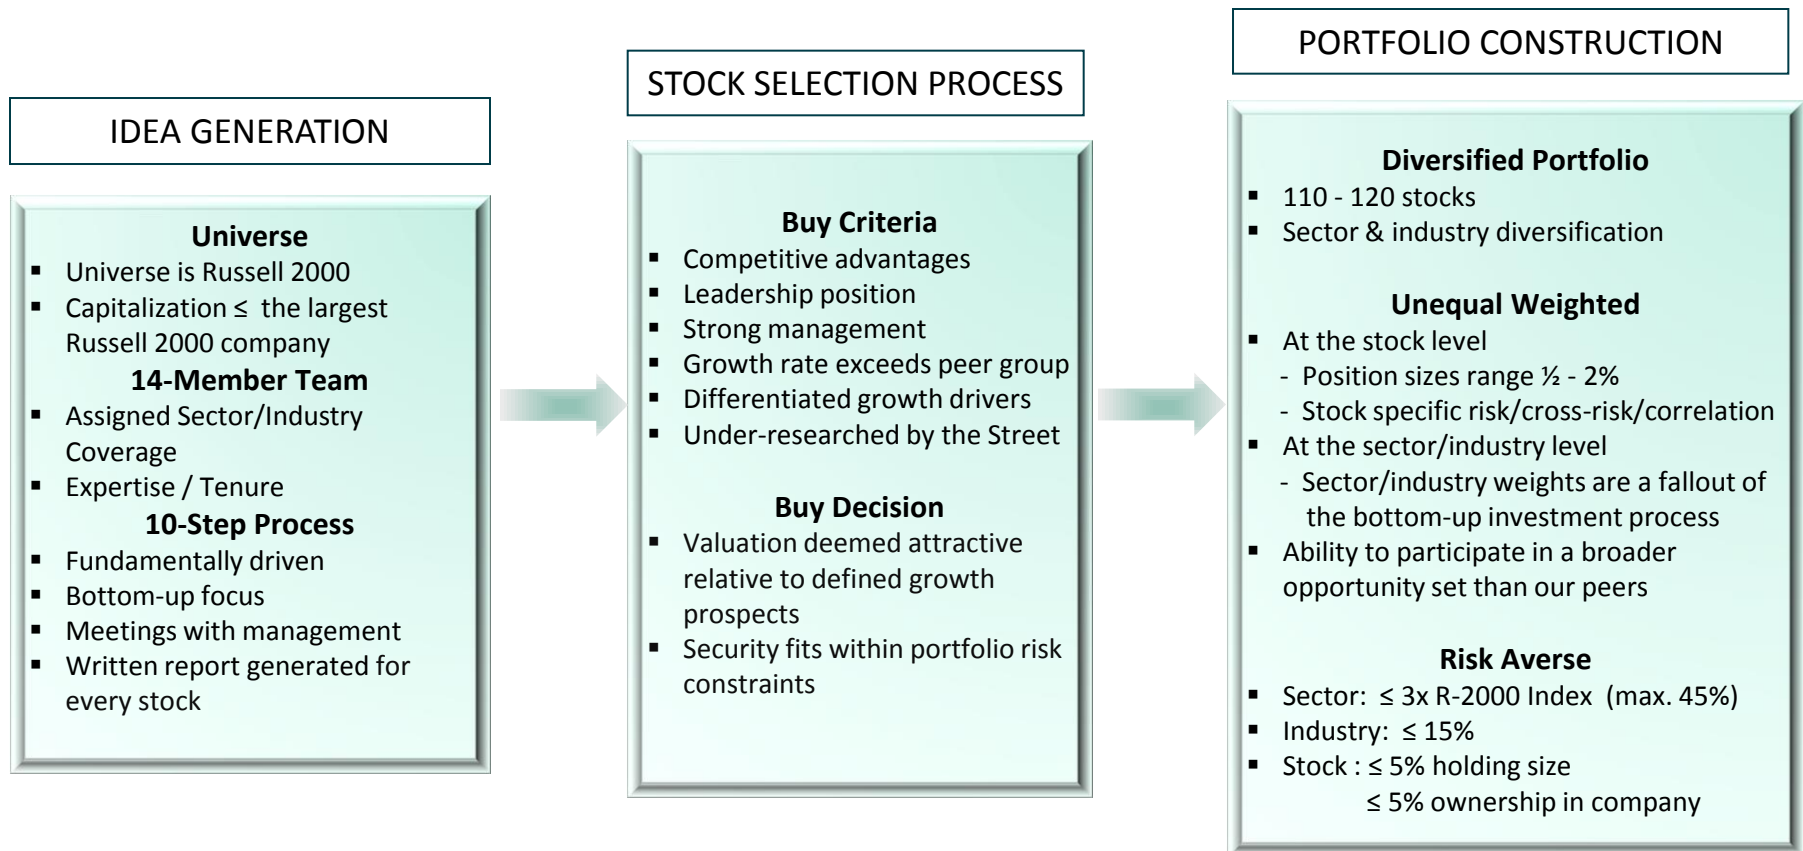 IDEA GENERATION
Universe
▪ Universe is Russell 2000
▪ Capitalization ≤ the largest
Russell 2000 company
14-Member Team
▪ Assigned Sector/Industry
Coverage
▪ Expertise / Tenure
10-Step Process
▪ Fundamentally driven
▪ Bottom-up focus
▪ Meetings with management
▪ Written report generated for
every stock
STOCK SELECTION PROCESS
Buy Criteria
▪ Competitive advantages
▪ Leadership position
▪ Strong management
▪ Growth rate exceeds peer group
▪ Differentiated growth drivers
▪ Under-researched by the Street
Buy Decision
▪ Valuation deemed attractive
relative to defined growth
prospects
▪ Security fits within portfolio risk
constraints
PORTFOLIO CONSTRUCTION
Diversified Portfolio
▪ 110 - 120 stocks
▪ Sector & industry diversification
Unequal Weighted
▪ At the stock level
- Position sizes range ½ - 2%
- Stock specific risk/cross-risk/correlation
▪ At the sector/industry level
- Sector/industry weights are a fallout of
the bottom-up investment process
▪ Ability to participate in a broader
opportunity set than our peers
Risk Averse
▪ Sector: ≤ 3x R-2000 Index (max. 45%)
▪ Industry: ≤ 15%
▪ Stock : ≤ 5% holding size
≤ 5% ownership in company